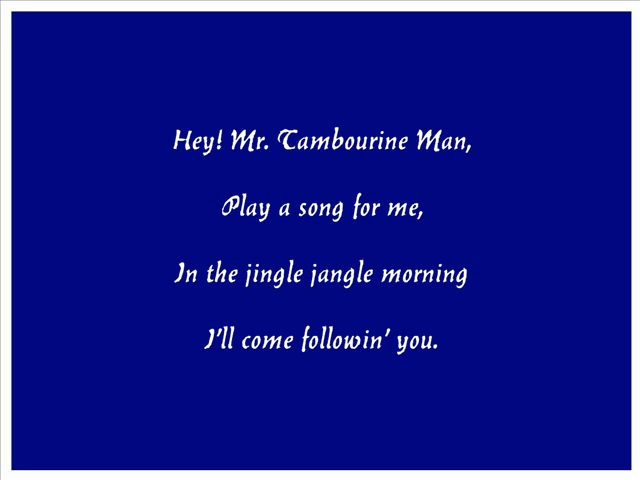 Hey! Mr. Tambourine Man,
Play a song for me,
In the jingle jangle morning
I'll come followin' you.